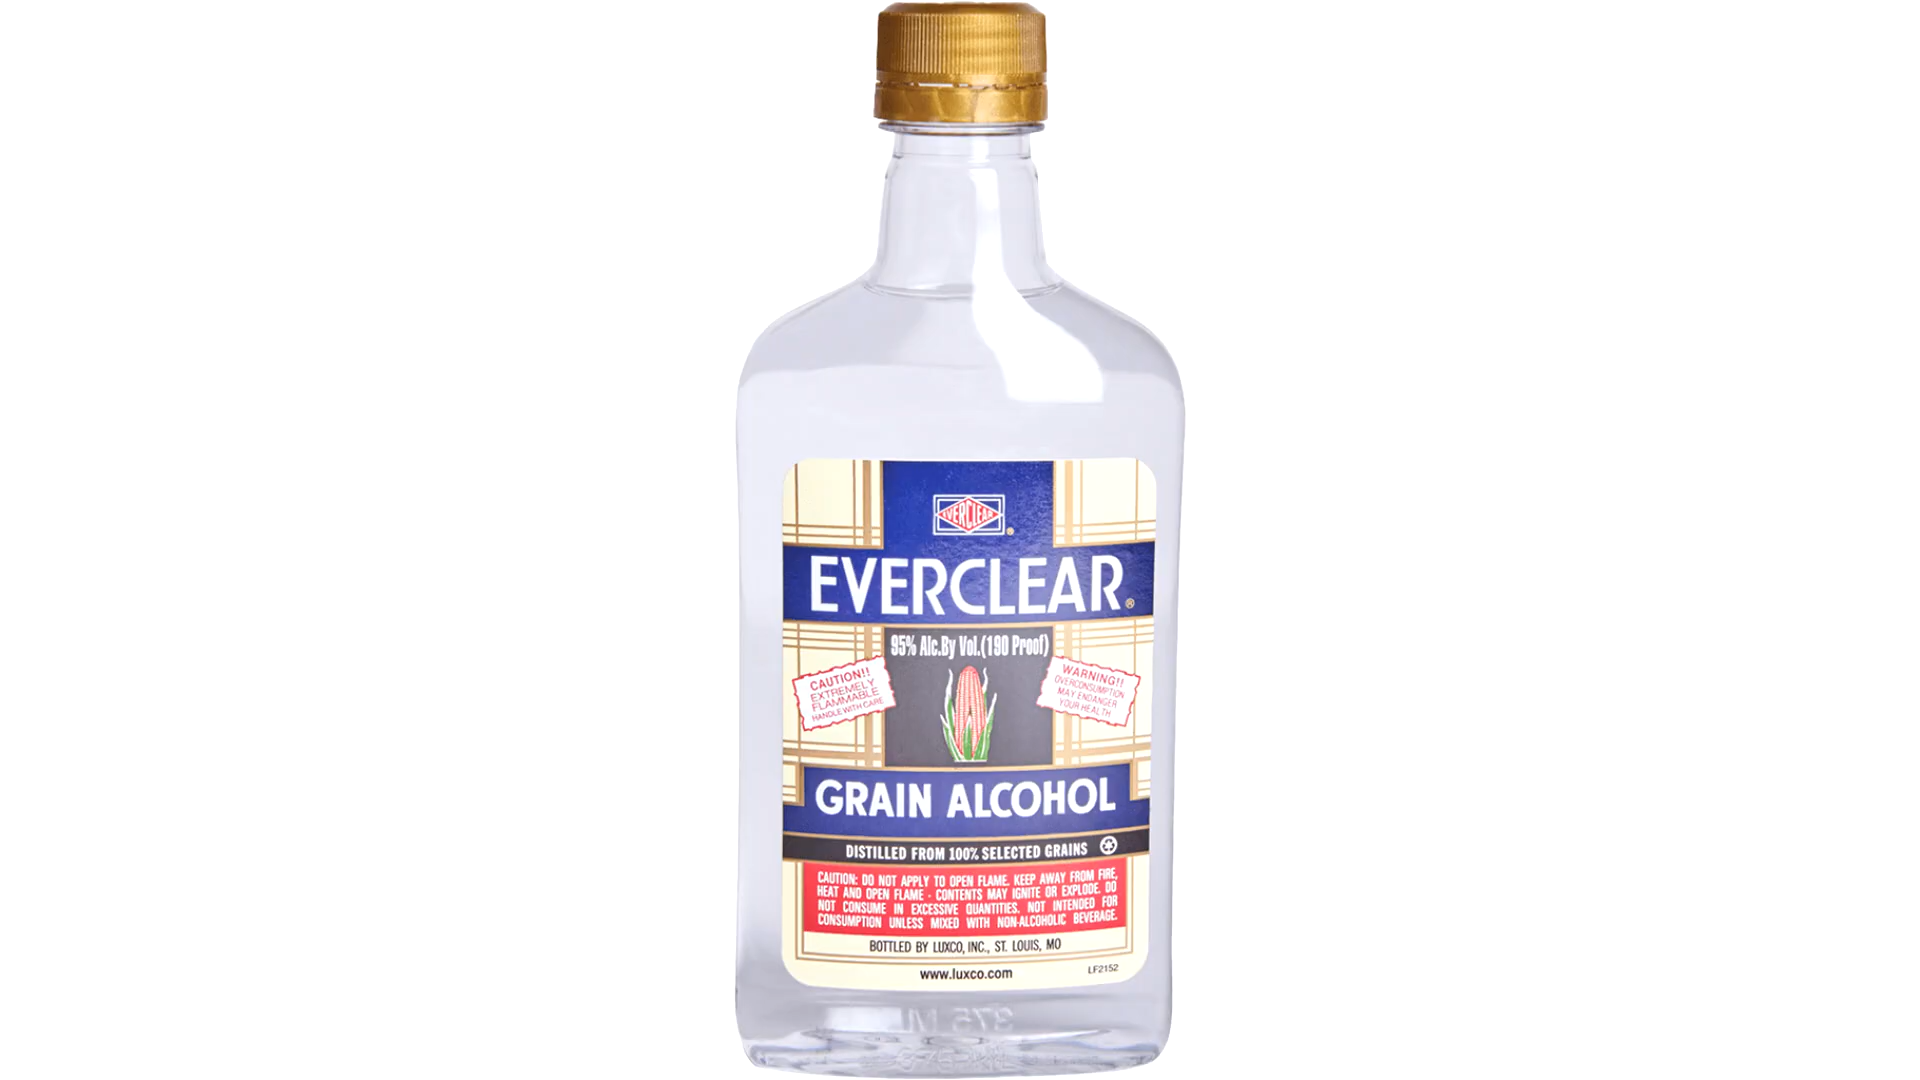 EVERCLEAR
EVERCLEAR®
95% Alc.By Vol.(190 Proof)
CAUTION!!
EXTREMELY
FLAMMABLE
HANDLE WITH CARE
WARNING!!
OVERCONSUMPTION
MAY ENDANGER
YOUR HEALTH
GRAIN ALCOHOL
DISTILLED FROM 100% SELECTED GRAINS
CAUTION: DO NOT APPLY TO OPEN FLAME. KEEP AWAY FROM FIRE,
HEAT AND OPEN FLAME - CONTENTS MAY IGNITE OR EXPLODE. DO
NOT CONSUME IN EXCESSIVE QUANTITIES. NOT INTENDED FOR
CONSUMPTION UNLESS MIXED WITH NON-ALCOHOLIC BEVERAGE.
BOTTLED BY LUXCO, INC., ST. LOUIS, MO
www.luxco.com
LF2152
375 ML